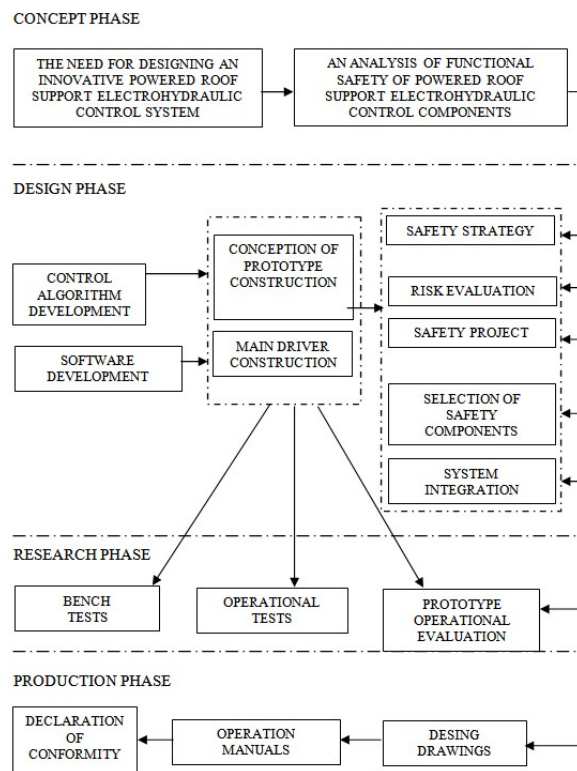 CONCEPT PHASE
THE NEED FOR DESIGNING AN
INNOVATIVE POWERED ROOF
SUPPORT ELECTROHYDRAULIC
CONTROL SYSTEM
AN ANALYSIS OF FUNCTIONAL
SAFETY OF POWERED ROOF
SUPPORT ELECTROHYDRAULIC
CONTROL COMPONENTS
DESIGN PHASE
CONTROL
ALGORITHM
DEVELOPMENT
SOFTWARE
DEVELOPMENT
CONCEPTION OF
PROTOTYPE
CONSTRUCTION
MAIN DRIVER
CONSTRUCTION
SAFETY STRATEGY
RISK EVALUATION
SAFETY PROJECT
SELECTION OF
SAFETY
COMPONENTS
SYSTEM
INTEGRATION
RESEARCH PHASE
BENCH
TESTS
OPERATIONAL
TESTS
PROTOTYPE
OPERATIONAL
EVALUATION
PRODUCTION PHASE
DECLARATION
OF
CONFORMITY
OPERATION
MANUALS
DESING
DRAWINGS